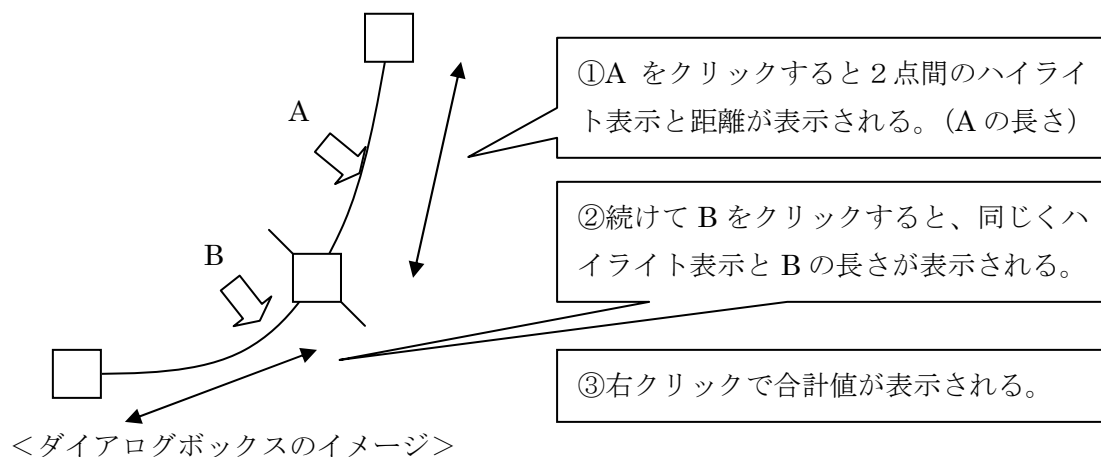 ①A をクリックすると２点間のハイライ
ト表示と距離が表示される。（A の長さ）
A
②続けて B をクリックすると、同じくハ
イライト表示と B の長さが表示される。
B
③右クリックで合計値が表示される。
＜ダイアログボックスのイメージ＞